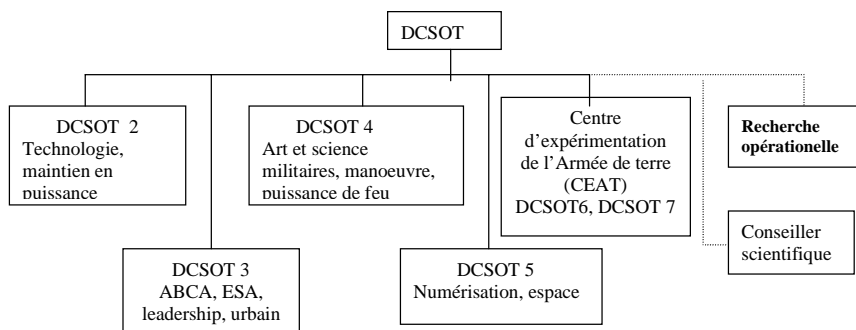 DCSOT
DCSOT 2
Technologie,
maintien en
puissance
DCSOT 4
Art et science
militaires, manoeuvre,
puissance de feu
Centre
d'expérimentation
de l'Armée de terre
(CEAT)
DCSOT6, DCSOT 7
Recherche
opérationelle
DCSOT 3
ABCA, ESA,
leadership, urbain
DCSOT 5
Numérisation, espace
Conseiller
scientifique